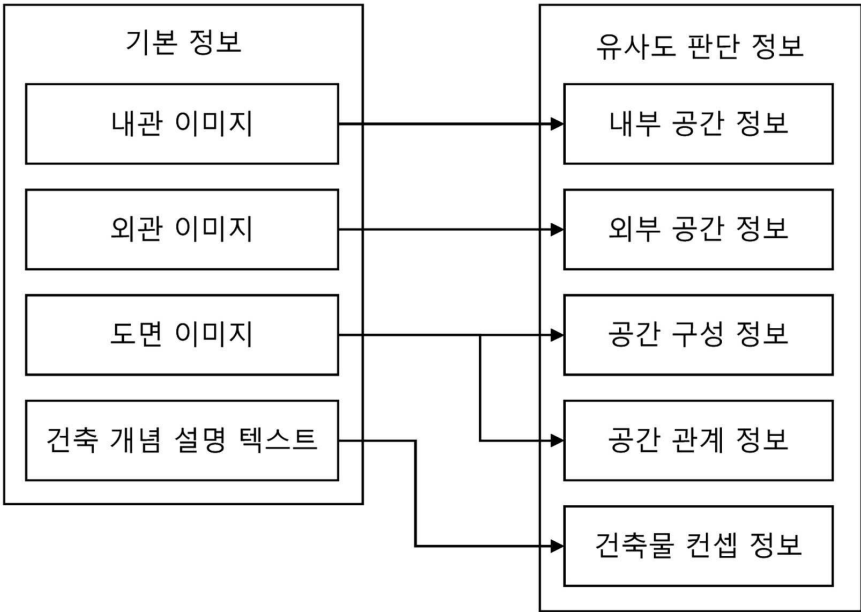 기본 정보
내관 이미지
외관 이미지
도면 이미지
건축 개념 설명 텍스트
유사도 판단 정보
내부 공간 정보
외부 공간 정보
공간 구성 정보
공간 관계 정보
건축물 컨셉 정보